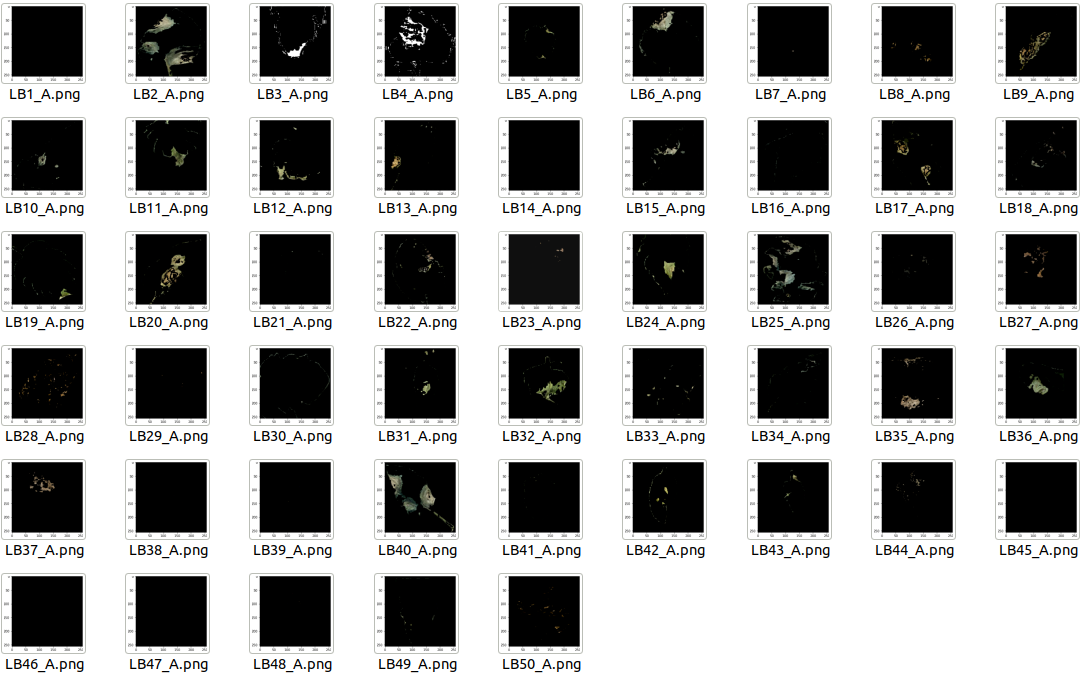 LB1_A.png LB2_A.png LB3_A.png LB4_A.png LB5_A.png LB6_A.png LB7_A.png LB8_A.png LB9_A.png
LB10_A.png LB11_A.png LB12_A.png LB13_A.png LB14_A.png LB15_A.png LB16_A.png LB17_A.png LB18_A.png
LB19_A.png LB20_A.png LB21_A.png LB22_A.png LB23_A.png LB24_A.png LB25_A.png LB26_A.png LB27_A.png
LB28_A.png LB29_A.png LB30_A.png LB31_A.png LB32_A.png LB33_A.png LB34_A.png LB35_A.png LB36_A.png
LB37_A.png LB38_A.png LB39_A.png LB40_A.png LB41_A.png LB42_A.png LB43_A.png LB44_A.png LB45_A.png
LB46_A.png LB47_A.png LB48_A.png LB49_A.png LB50_A.png